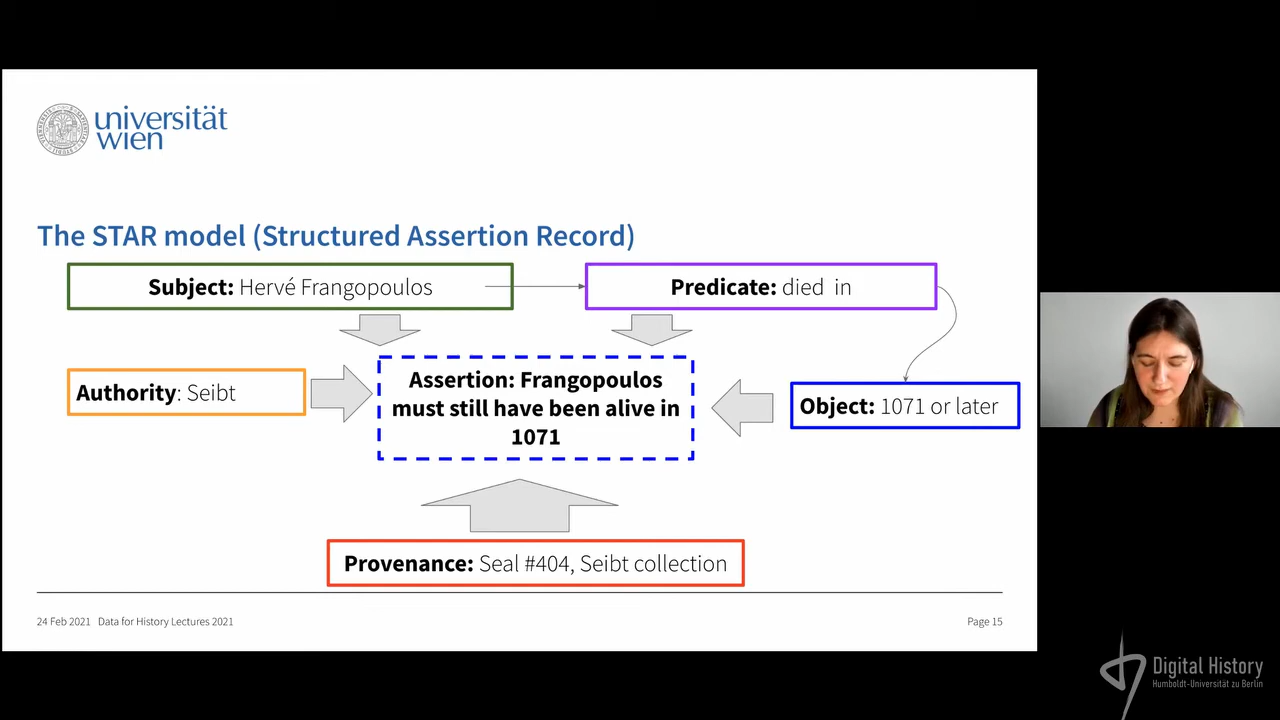 universität
wien
The STAR model (Structured Assertion Record)
Subject: Hervé Frangopoulos
Predicate: died in
Authority: Seibt
Assertion: Frangopoulos
must still have been alive in
1071
Object: 1071 or later
Provenance: Seal #404, Seibt collection
24 Feb 2021 Data for History Lectures 2021
Page 15
Digital History
Humboldt-Universität zu Berlin